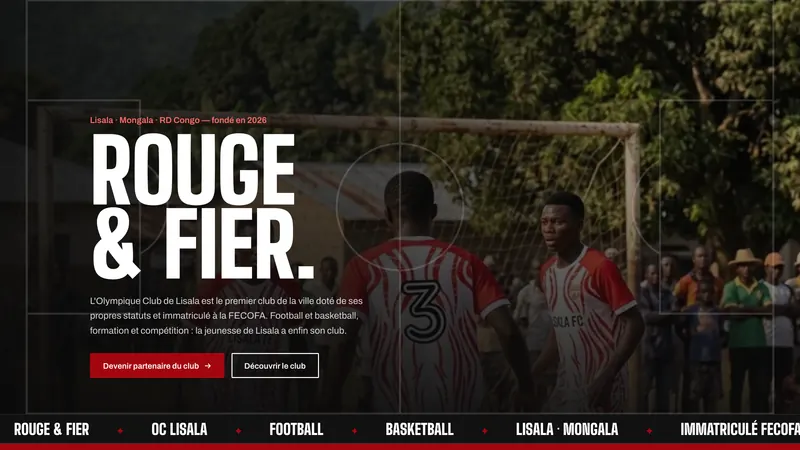 Lisala · Mongala · RD Congo — fondé en 2026
ROUGE
& FIER.
L'Olympique Club de Lisala est le premier club de la ville doté de ses
propres statuts et immatriculé à la FECOFA. Football et basketball,
formation et compétition : la jeunesse de Lisala a enfin son club.
Devenir partenaire du club →
Découvrir le club
3
LISALA FC
ROUGE & FIER
OC LISALA
FOOTBALL
BASKETBALL
LISALA · MONGALA
IMMATRICULÉ FECOFA